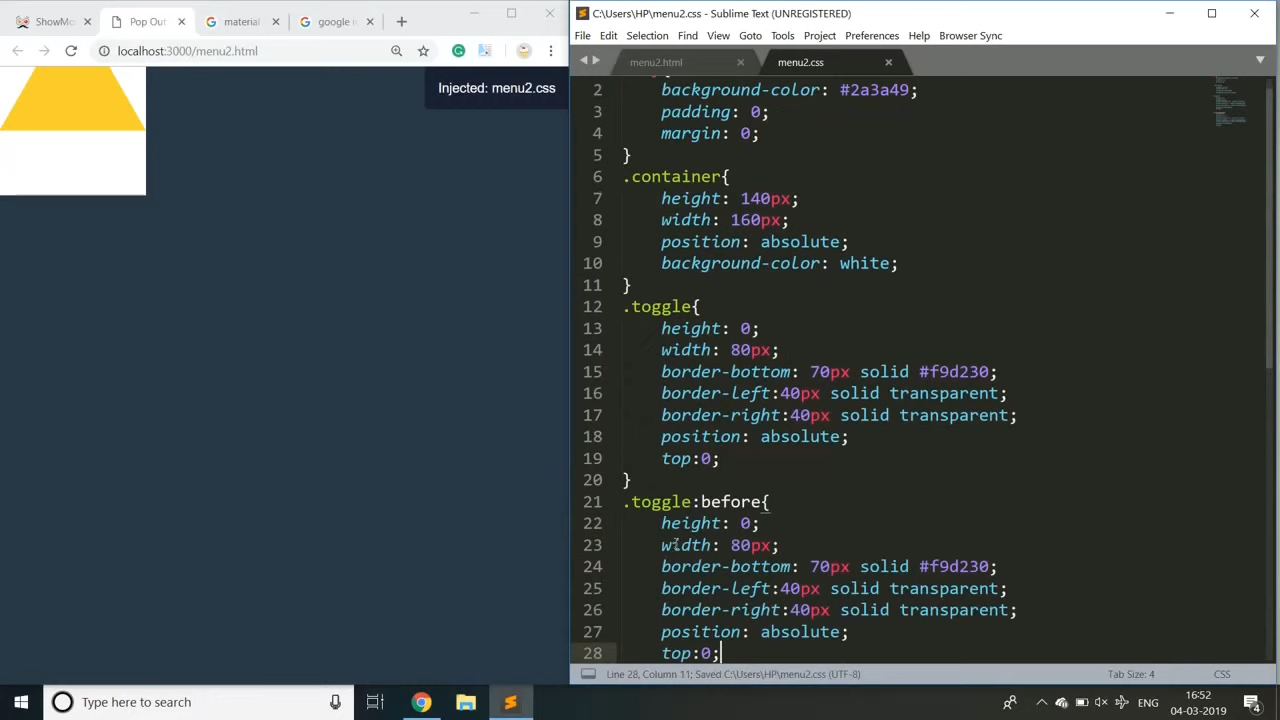 ShowMo
Pop Out
material
google i
localhost:3000/menu2.html
Injected: menu2.css
C:\Users\HP\menu2.css - Sublime Text (UNREGISTERED)
File Edit Selection Find View Goto Tools Project Preferences Help Browser Sync
menu2.html
menu2.css
2 background-color: #2a3a49;
3 padding: 0;
4 margin: 0;
5 }
6 .container{
7 height: 140px;
8 width: 160px;
9 position: absolute;
10 background-color: white;
11 }
12 .toggle{
13 height: 0;
14 width: 80px;
15 border-bottom: 70px solid #f9d230;
16 border-left:40px solid transparent;
17 border-right:40px solid transparent;
18 position: absolute;
19 top:0;
20 }
21 .toggle:before{
22 height: 0;
23 width: 80px;
24 border-bottom: 70px solid #f9d230;
25 border-left:40px solid transparent;
26 border-right:40px solid transparent;
27 position: absolute;
28 top:0;
Line 28, Column 11; Saved C:\Users\HP\menu2.css (UTF-8)
Tab Size: 4
CSS
Type here to search
ENG
16:52
04-03-2019
4